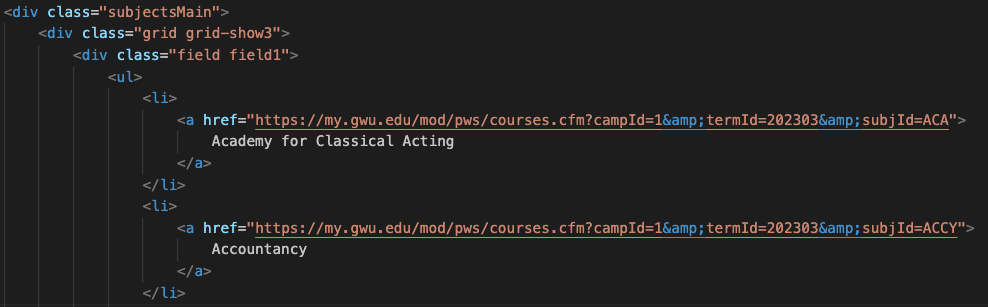 <div class="subjectsMain">
<div class="grid grid-show3">
<div class="field field1">
<ul>
<li>
<a href="https://my.gwu.edu/mod/pws/courses.cfm?campId=1&amp;termId=202303&amp;subjId=ACA">
Academy for Classical Acting
</a>
</li>
<li>
<a href="https://my.gwu.edu/mod/pws/courses.cfm?campId=1&amp;termId=202303&amp;subjId=ACCY">
Accountancy
</a>
</li>